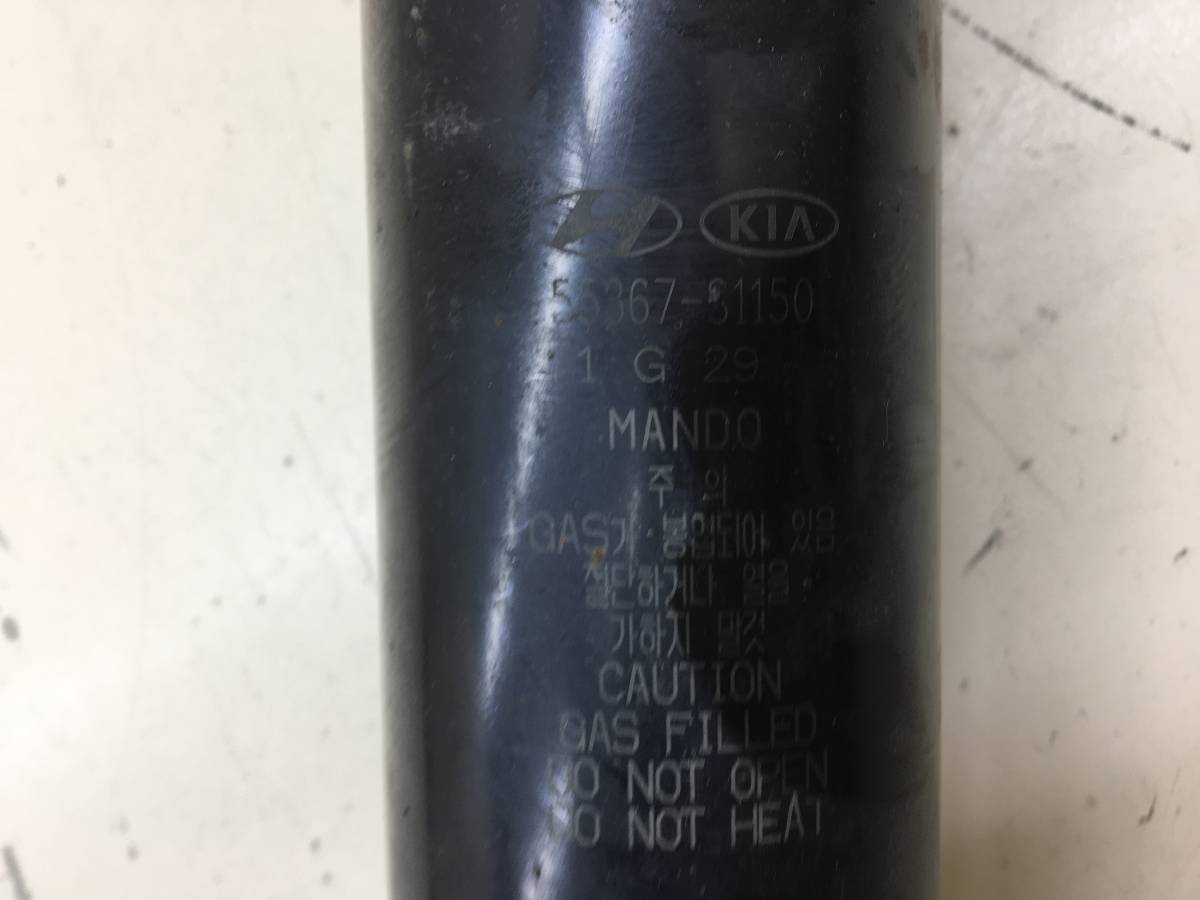 KIA
55367-S1150
1 G 29
MANDO
주 의
GAS가 봉입되어 있음
절단하거나 열을
가하지 말것
CAUTION
GAS FILLED
DO NOT OPEN
DO NOT HEAT